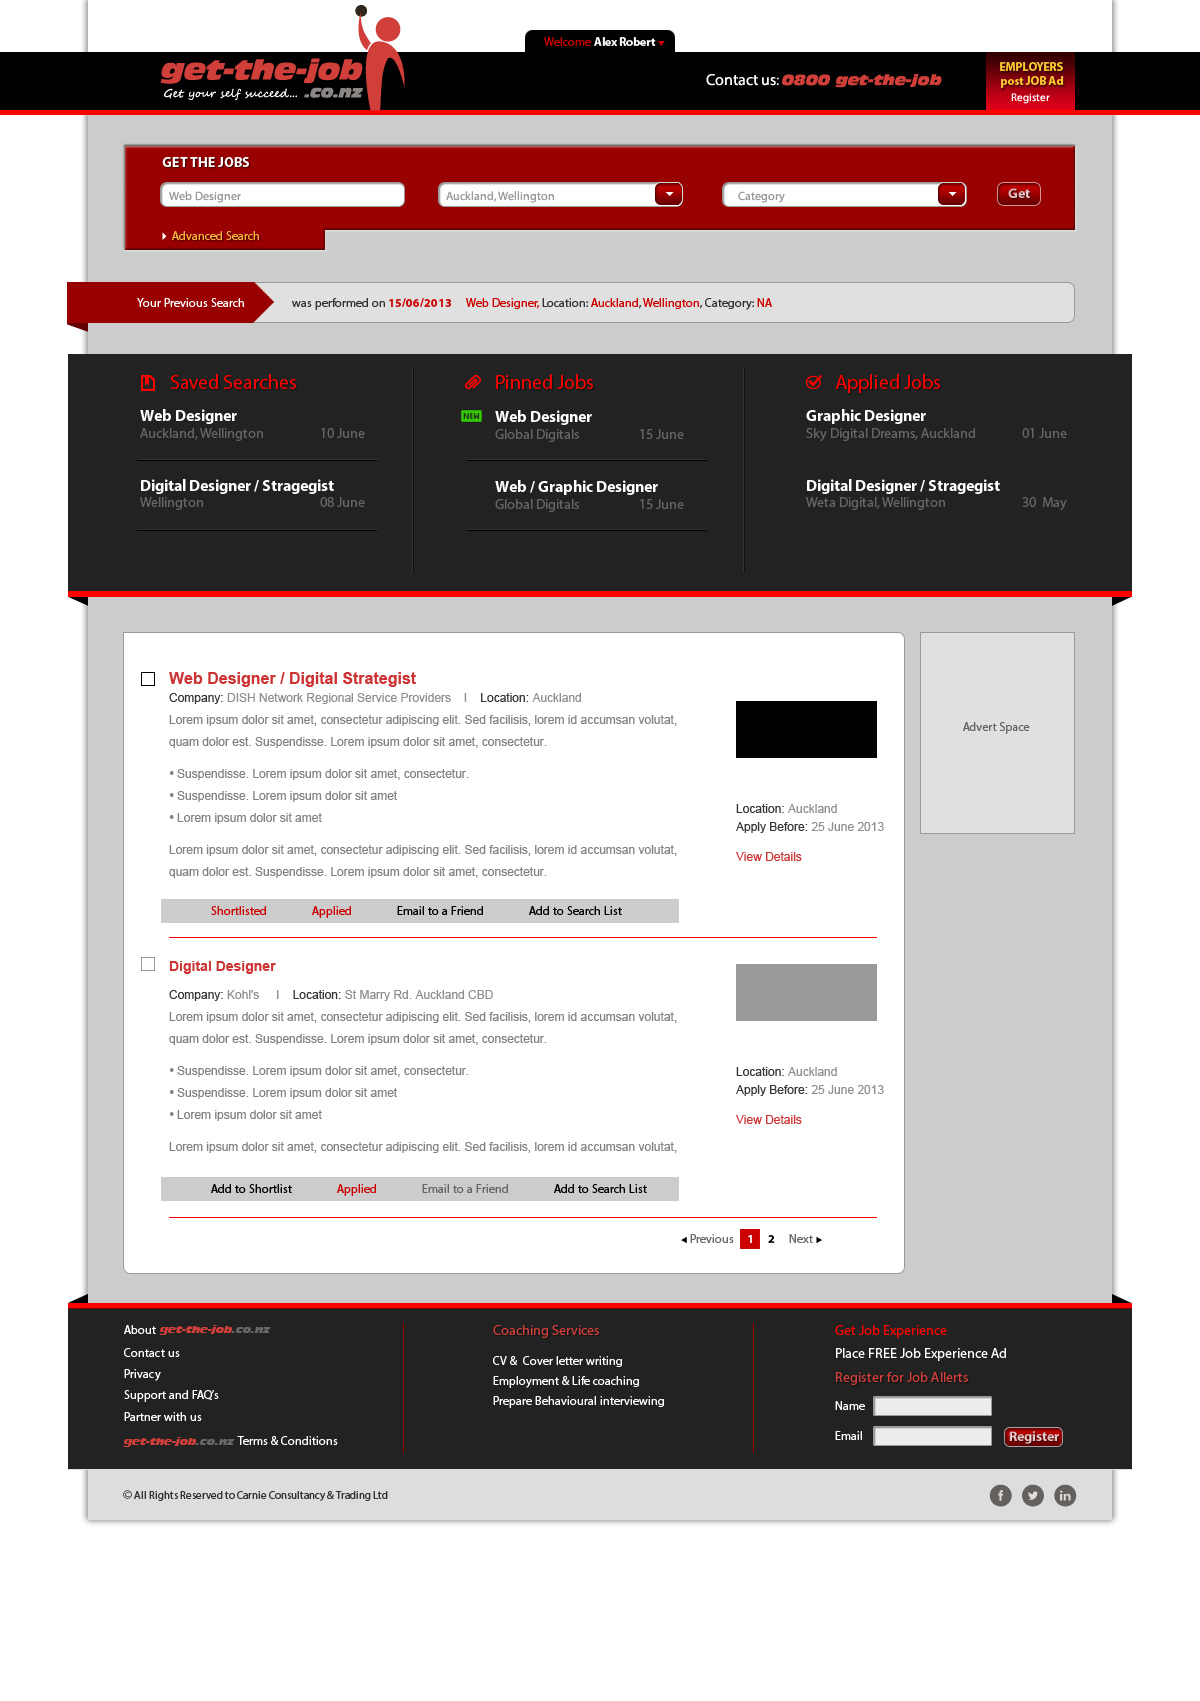 Welcome Alex Robert
get-the-job
Get your self succeed... .co.nz
Contact us: 0800 get-the-job
EMPLOYERS
post JOB Ad
Register
GET THE JOBS
Web Designer
Auckland, Wellington
Category
Get
Advanced Search
Your Previous Search
was performed on 15/06/2013 Web Designer, Location: Auckland, Wellington, Category: NA
Saved Searches
Web Designer
Auckland, Wellington 10 June
Digital Designer / Stragegist
Wellington 08 June
Pinned Jobs
NEW Web Designer
Global Digitals 15 June
Web / Graphic Designer
Global Digitals 15 June
Applied Jobs
Graphic Designer
Sky Digital Dreams, Auckland 01 June
Digital Designer / Stragegist
Weta Digital, Wellington 30 May
Web Designer / Digital Strategist
Company: DISH Network Regional Service Providers I Location: Auckland
Lorem ipsum dolor sit amet, consectetur adipiscing elit. Sed facilisis, lorem id accumsan volutat,
quam dolor est. Suspendisse. Lorem ipsum dolor sit amet, consectetur.
• Suspendisse. Lorem ipsum dolor sit amet, consectetur.
• Suspendisse. Lorem ipsum dolor sit amet
• Lorem ipsum dolor sit amet
Lorem ipsum dolor sit amet, consectetur adipiscing elit. Sed facilisis, lorem id accumsan volutat,
quam dolor est. Suspendisse. Lorem ipsum dolor sit amet, consectetur.
Location: Auckland
Apply Before: 25 June 2013
View Details
Shortlisted Applied Email to a Friend Add to Search List
Digital Designer
Company: Kohl's I Location: St Marry Rd. Auckland CBD
Lorem ipsum dolor sit amet, consectetur adipiscing elit. Sed facilisis, lorem id accumsan volutat,
quam dolor est. Suspendisse. Lorem ipsum dolor sit amet, consectetur.
• Suspendisse. Lorem ipsum dolor sit amet, consectetur.
• Suspendisse. Lorem ipsum dolor sit amet
• Lorem ipsum dolor sit amet
Lorem ipsum dolor sit amet, consectetur adipiscing elit. Sed facilisis, lorem id accumsan volutat,
Location: Auckland
Apply Before: 25 June 2013
View Details
Add to Shortlist Applied Email to a Friend Add to Search List
Previous 1 2 Next
Advert Space
About get-the-job.co.nz
Contact us
Privacy
Support and FAQ's
Partner with us
get-the-job.co.nz Terms & Conditions
Coaching Services
CV & Cover letter writing
Employment & Life coaching
Prepare Behavioural interviewing
Get Job Experience
Place FREE Job Experience Ad
Register for Job Allerts
Name
Email
Register
© All Rights Reserved to Carnie Consultancy & Trading Ltd
f
in